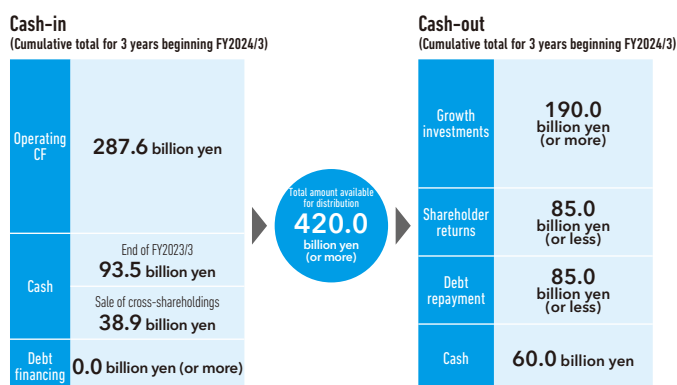 Cash-in
(Cumulative total for 3 years beginning FY2024/3)
Operating
CF
287.6 billion yen
Cash
End of FY2023/3
93.5 billion yen
Sale of cross-shareholdings
38.9 billion yen
Debt
financing
0.0 billion yen (or more)
Total amount available
for distribution
420.0
billion yen
(or more)
Cash-out
(Cumulative total for 3 years beginning FY2024/3)
Growth
investments
190.0
billion yen
(or more)
Shareholder
returns
85.0
billion yen
(or less)
Debt
repayment
85.0
billion yen
(or less)
Cash
60.0 billion yen